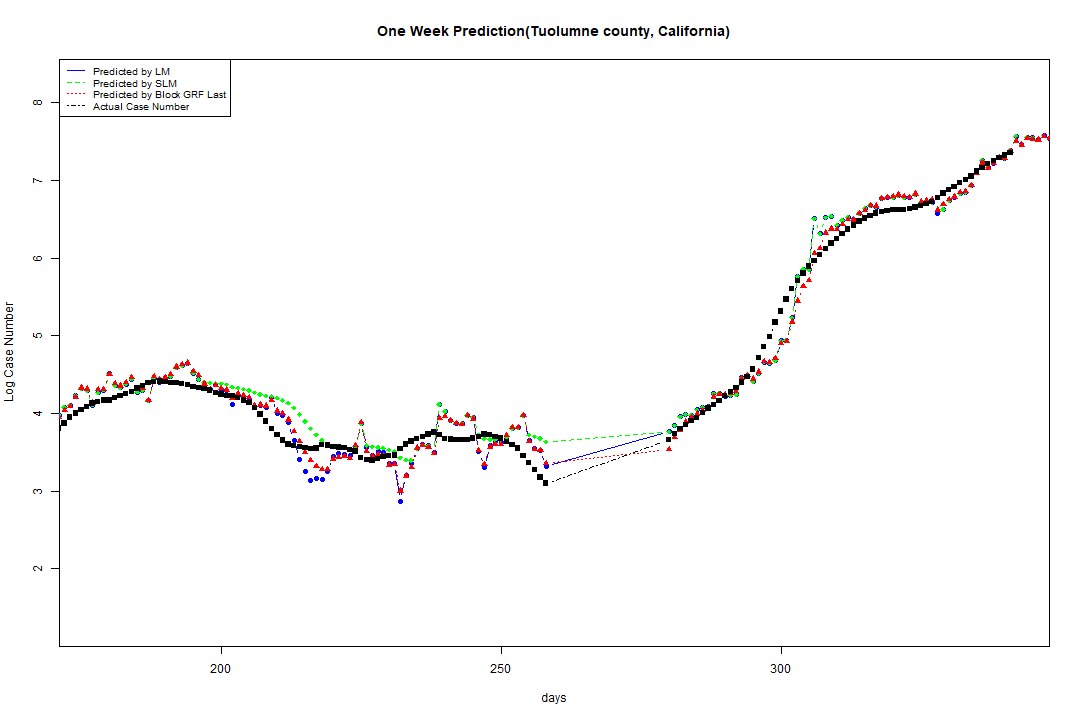 One Week Prediction(Tuolumne county, California)
Predicted by LM
Predicted by SLM
Predicted by Block GRF Last
Actual Case Number
8
7
6
5
4
3
2
Log Case Number
200
250
300
days